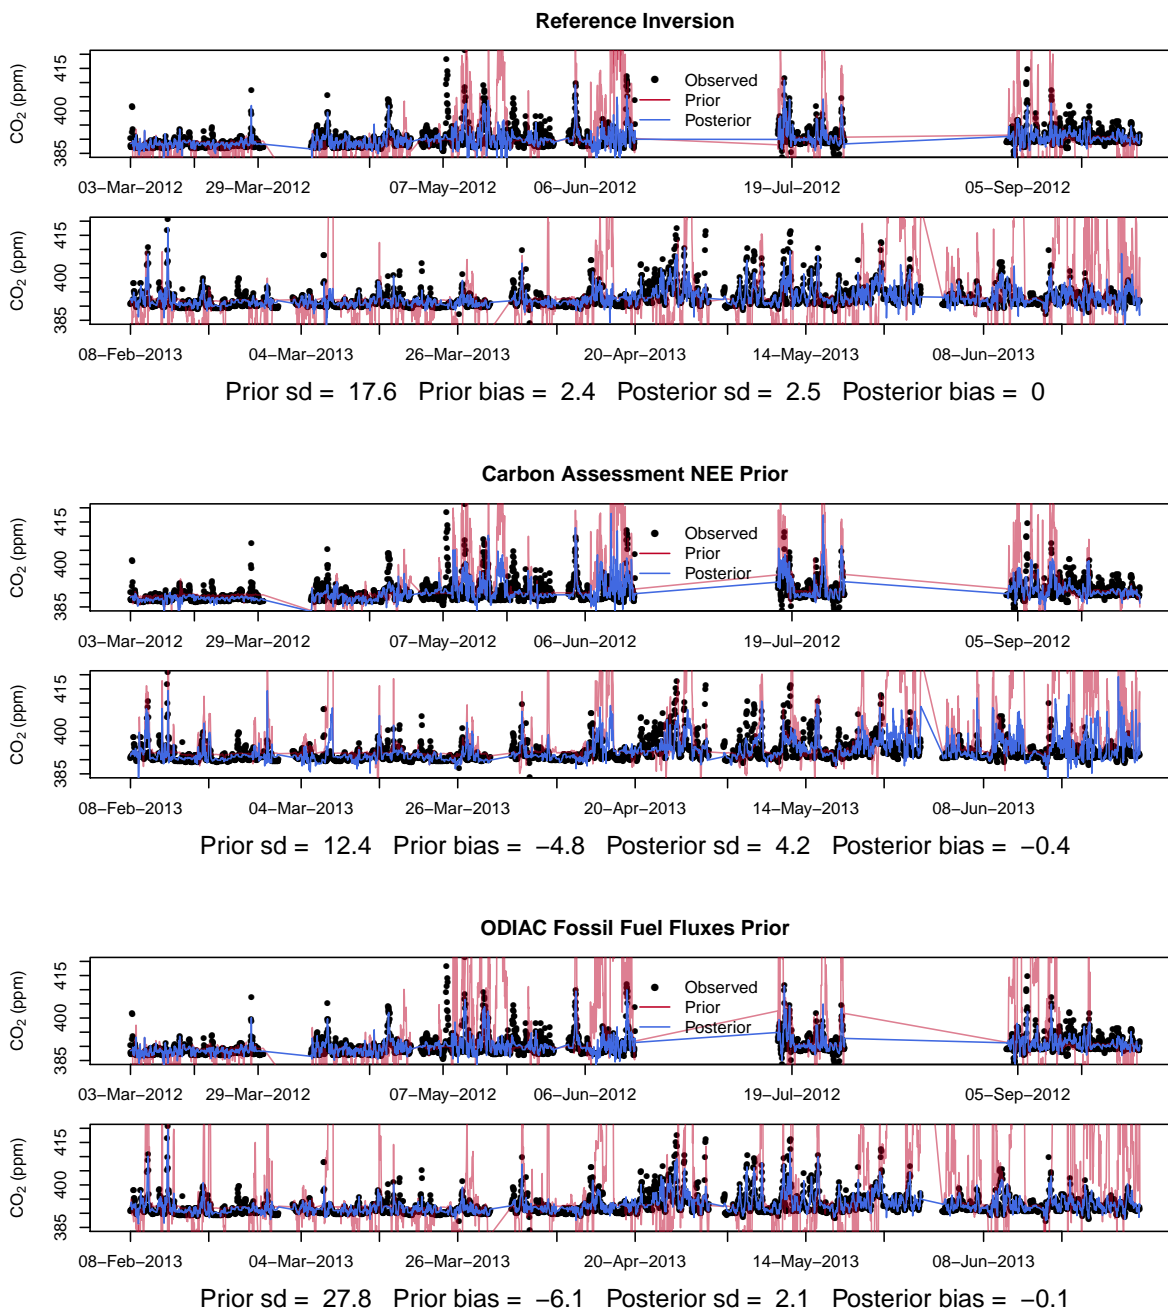 Reference Inversion
CO2 (ppm)
385 400 415
Observed
Prior
Posterior
03−Mar−2012 29−Mar−2012 07−May−2012 06−Jun−2012 19−Jul−2012 05−Sep−2012
CO2 (ppm)
385 400 415
08−Feb−2013 04−Mar−2013 26−Mar−2013 20−Apr−2013 14−May−2013 08−Jun−2013
Prior sd = 17.6 Prior bias = 2.4 Posterior sd = 2.5 Posterior bias = 0
Carbon Assessment NEE Prior
CO2 (ppm)
385 400 415
Observed
Prior
Posterior
03−Mar−2012 29−Mar−2012 07−May−2012 06−Jun−2012 19−Jul−2012 05−Sep−2012
CO2 (ppm)
385 400 415
08−Feb−2013 04−Mar−2013 26−Mar−2013 20−Apr−2013 14−May−2013 08−Jun−2013
Prior sd = 12.4 Prior bias = −4.8 Posterior sd = 4.2 Posterior bias = −0.4
ODIAC Fossil Fuel Fluxes Prior
CO2 (ppm)
385 400 415
Observed
Prior
Posterior
03−Mar−2012 29−Mar−2012 07−May−2012 06−Jun−2012 19−Jul−2012 05−Sep−2012
CO2 (ppm)
385 400 415
08−Feb−2013 04−Mar−2013 26−Mar−2013 20−Apr−2013 14−May−2013 08−Jun−2013
Prior sd = 27.8 Prior bias = −6.1 Posterior sd = 2.1 Posterior bias = −0.1